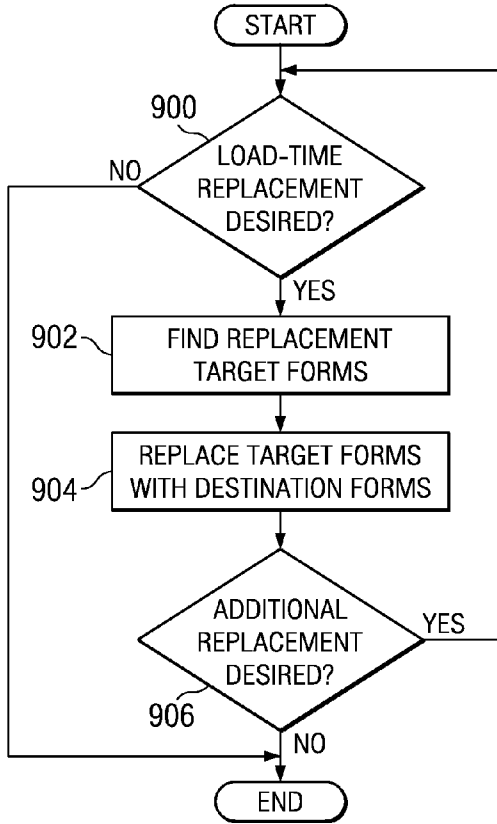 START
900
LOAD-TIME
REPLACEMENT
DESIRED?
NO
YES
902
FIND REPLACEMENT
TARGET FORMS
904
REPLACE TARGET FORMS
WITH DESTINATION FORMS
ADDITIONAL
REPLACEMENT
DESIRED?
YES
906
NO
END